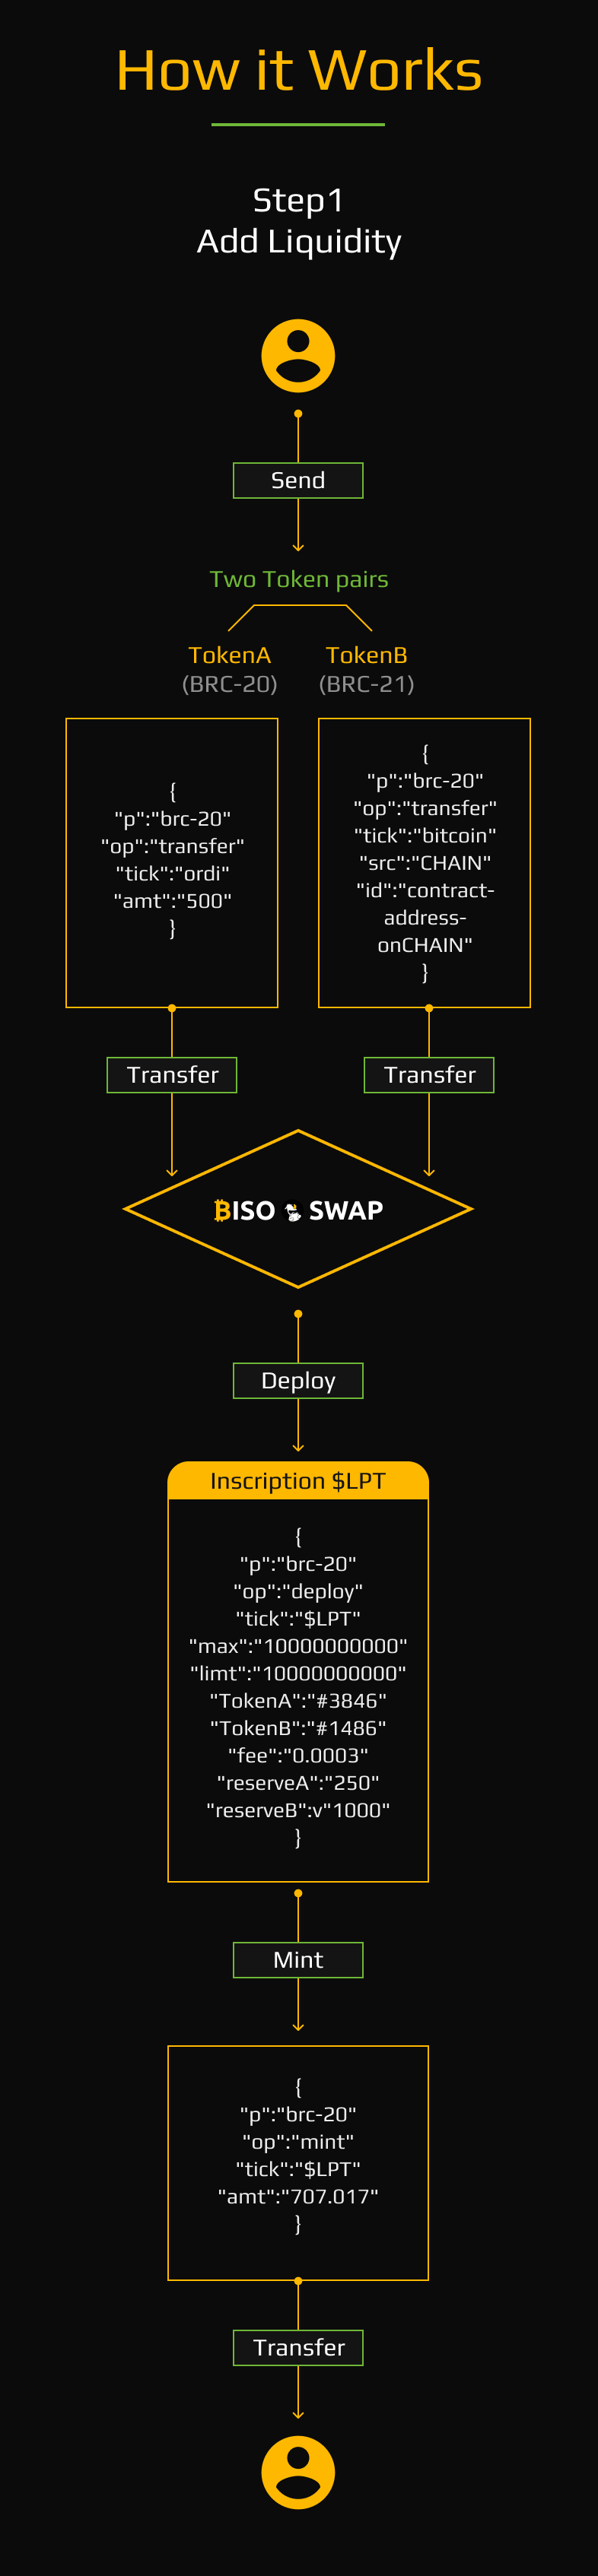 How it Works
Step1
Add Liquidity
Send
Two Token pairs
TokenA
(BRC-20)
{
"p":"brc-20"
"op":"transfer"
"tick":"ordi"
"amt":"500"
}
TokenB
(BRC-21)
{
"p":"brc-20"
"op":"transfer"
"tick":"bitcoin"
"src":"CHAIN"
"id":"contract-
address-
onCHAIN"
}
Transfer
Transfer
BISO SWAP
Deploy
Inscription $LPT
{
"p":"brc-20"
"op":"deploy"
"tick":"$LPT"
"max":"10000000000"
"limt":"10000000000"
"TokenA":"#3846"
"TokenB":"#1486"
"fee":"0.0003"
"reserveA":"250"
"reserveB":v"1000"
}
Mint
{
"p":"brc-20"
"op":"mint"
"tick":"$LPT"
"amt":"707.017"
}
Transfer